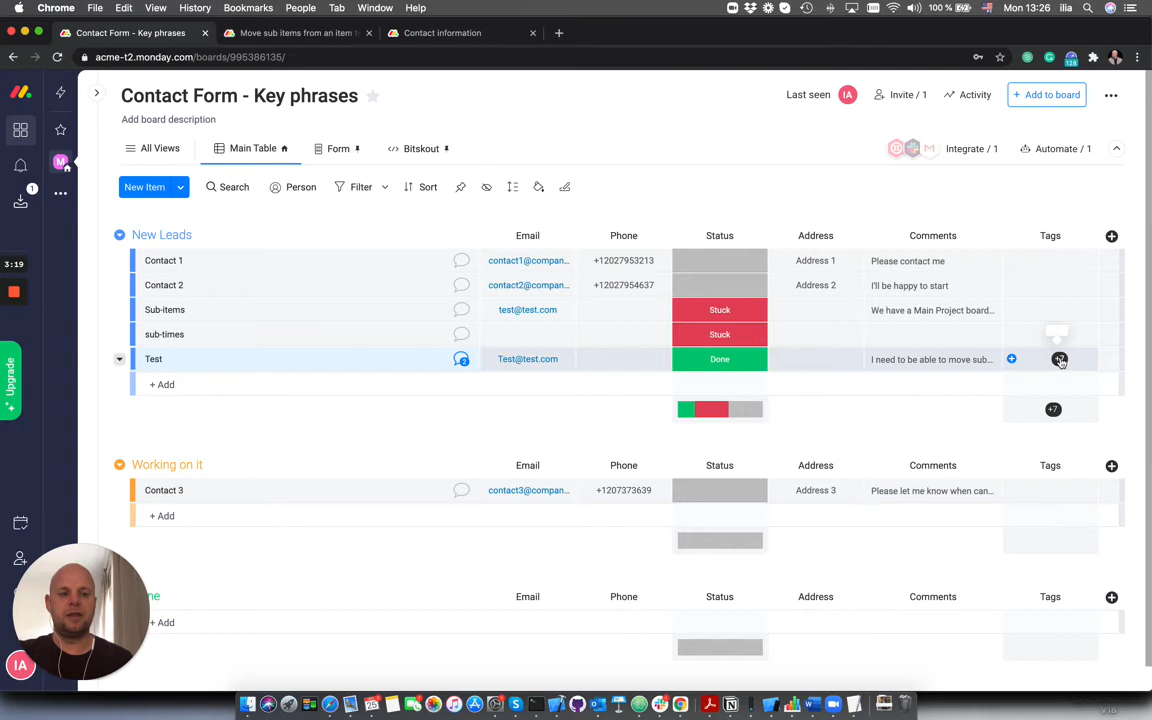 Chrome File Edit View History Bookmarks People Tab Window Help 100 % Mon 13:26 ilia
Contact Form - Key phrases Move sub items from an item t Contact information
acme-t2.monday.com/boards/995386135/ 128
Contact Form - Key phrases
Last seen IA Invite / 1 Activity + Add to board
Add board description
All Views Main Table Form Bitskout Integrate / 1 Automate / 1
M
1
New Item Search Person Filter Sort
New Leads Email Phone Status Address Comments Tags
Contact 1 contact1@compan... +12027953213 Address 1 Please contact me
3:19
Contact 2 contact2@compan... +12027954637 Address 2 I'll be happy to start
Sub-items test@test.com Stuck We have a Main Project board...
sub-times Stuck
Test 2 Test@test.com Done I need to be able to move sub...
+ Add
Upgrade
+7
Working on it Email Phone Status Address Comments Tags
Contact 3 contact3@compan... +1207373639 Address 3 Please let me know when can...
+ Add
ne Email Phone Status Address Comments Tags
+ Add
IA